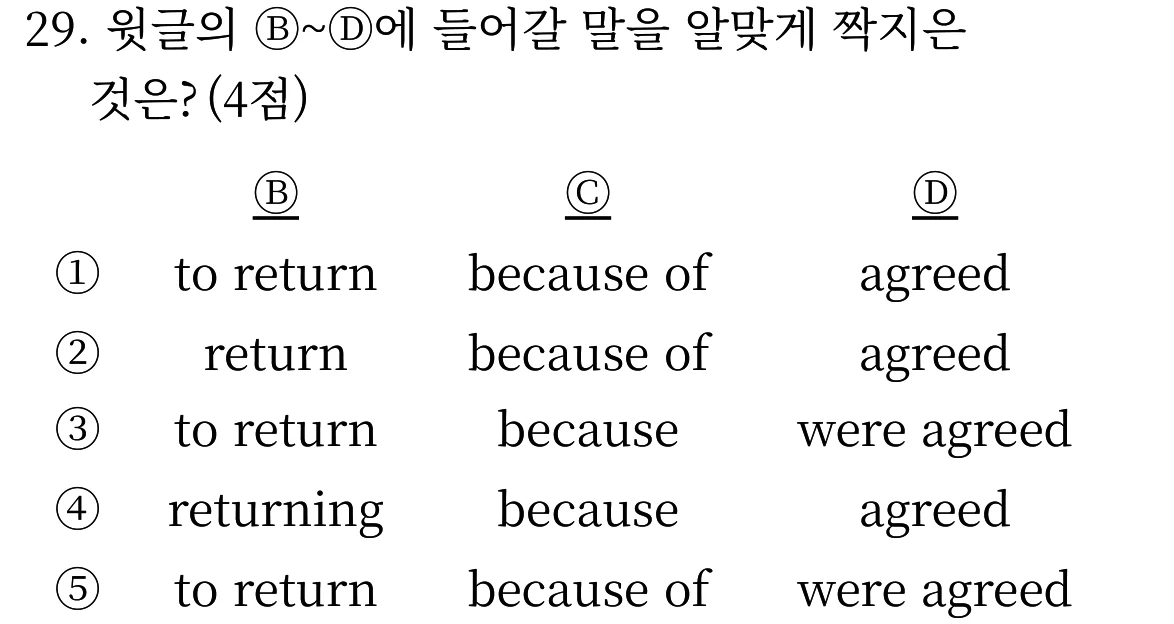 29. 윗글의 Ⓑ~Ⓓ에 들어갈 말을 알맞게 짝지은
것은? (4점)
Ⓑ Ⓒ Ⓓ
① to return because of agreed
② return because of agreed
③ to return because were agreed
④ returning because agreed
⑤ to return because of were agreed